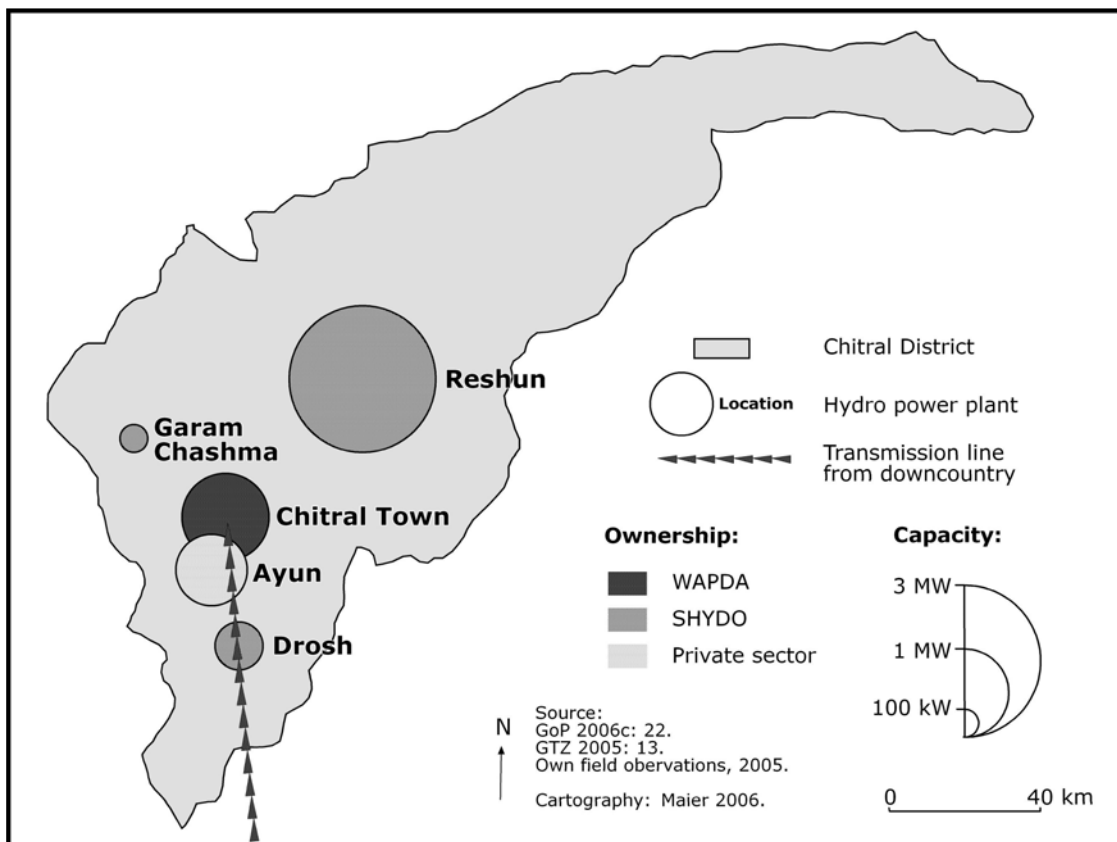 Reshun
Garam
Chashma
Chitral Town
Ayun
Drosh
Chitral District
Location
Hydro power plant
Transmission line
from downcountry
Ownership:
WAPDA
SHYDO
Private sector
Capacity:
3 MW
1 MW
100 kW
N
Source:
GoP 2006c: 22.
GTZ 2005: 13.
Own field obervations, 2005.
Cartography: Maier 2006.
0
40 km